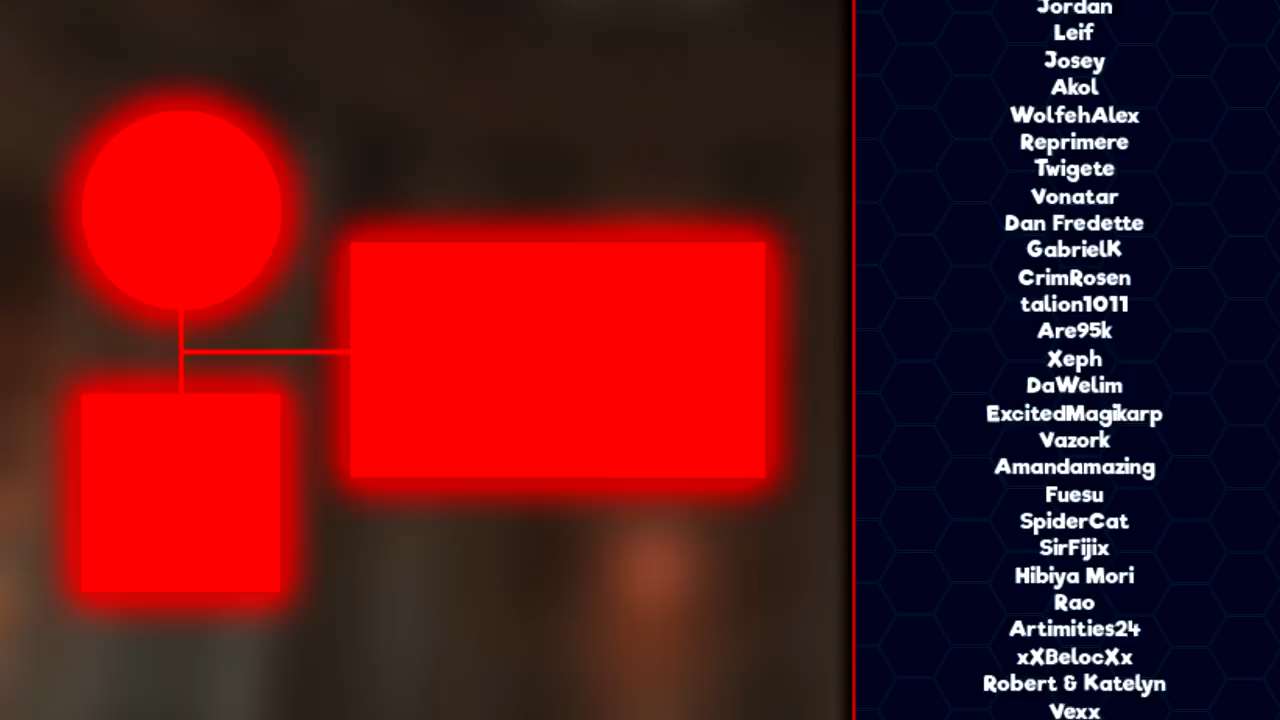 Jordan
Leif
Josey
Akol
WolfehAlex
Reprimere
Twigete
Vonatar
Dan Fredette
GabrielK
CrimRosen
talion1011
Are95k
Xeph
DaWelim
ExcitedMagikarp
Vazork
Amandamazing
Fuesu
SpiderCat
SirFijix
Hibiya Mori
Rao
Artimities24
xXBelocXx
Robert & Katelyn
Vexx